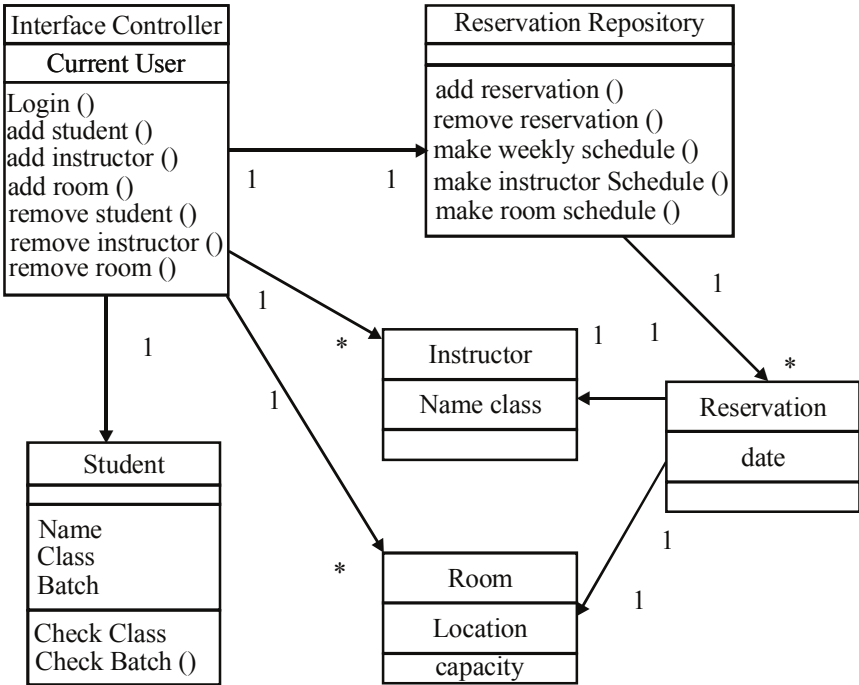 Interface Controller
Current User
Login ()
add student ()
add instructor ()
add room ()
remove student ()
remove instructor ()
remove room ()
Reservation Repository
add reservation ()
remove reservation ()
make weekly schedule ()
make instructor Schedule ()
make room schedule ()
1
1
1
1
*
1
1
1
*
Instructor
Name class
Reservation
date
1
1
*
Student
Name
Class
Batch
Check Class
Check Batch ()
Room
Location
capacity
1
1